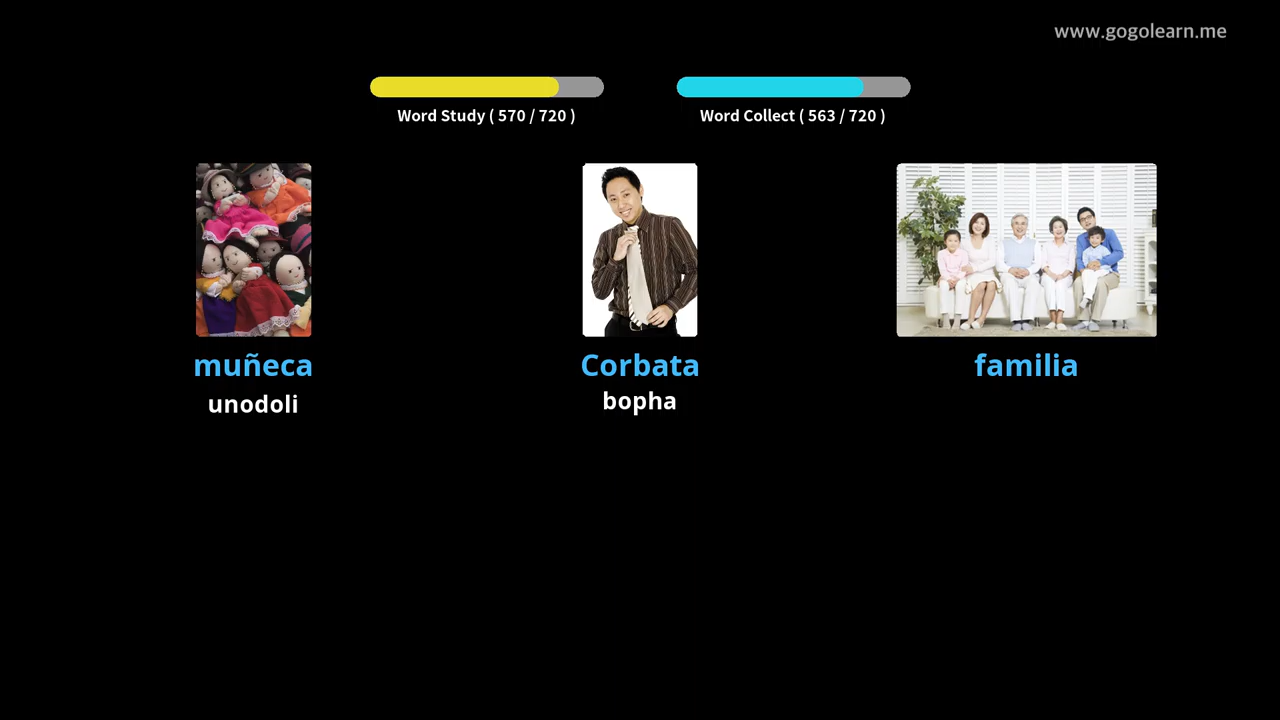 www.gogolearn.me
Word Study ( 570 / 720 )
Word Collect ( 563 / 720 )
muñeca
Corbata
familia
unodoli
bopha